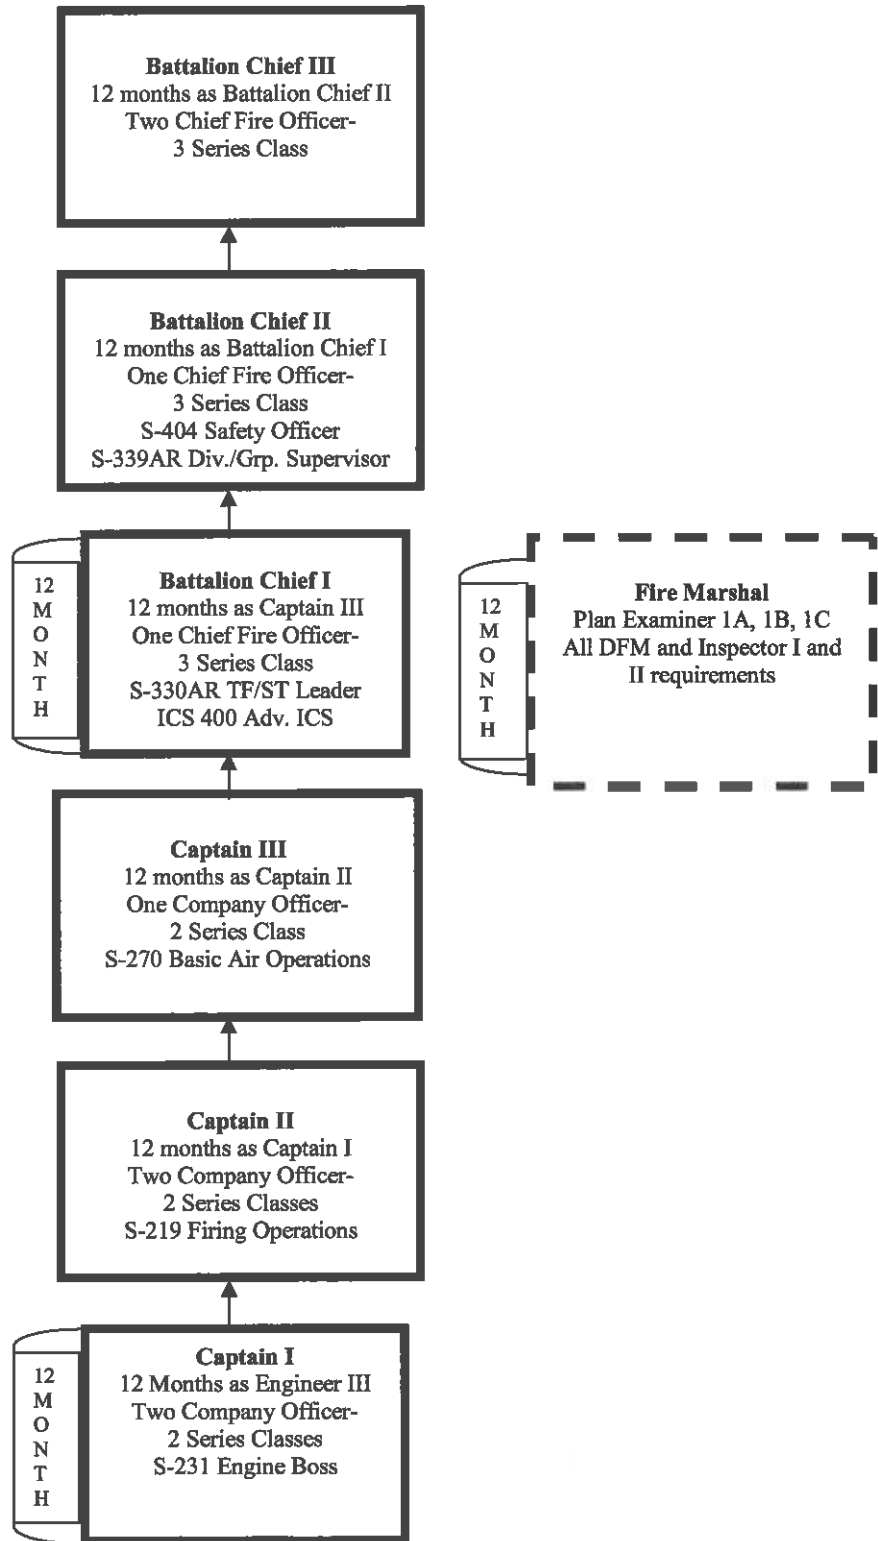 Battalion Chief III
12 months as Battalion Chief II
Two Chief Fire Officer-
3 Series Class
Battalion Chief II
12 months as Battalion Chief I
One Chief Fire Officer-
3 Series Class
S-404 Safety Officer
S-339AR Div./Grp. Supervisor
12
M
O
N
T
H
Battalion Chief I
12 months as Captain III
One Chief Fire Officer-
3 Series Class
S-330AR TF/ST Leader
ICS 400 Adv. ICS
12
M
O
N
T
H
Fire Marshal
Plan Examiner 1A, 1B, 1C
All DFM and Inspector I and
II requirements
Captain III
12 months as Captain II
One Company Officer-
2 Series Class
S-270 Basic Air Operations
Captain II
12 months as Captain I
Two Company Officer-
2 Series Classes
S-219 Firing Operations
12
M
O
N
T
H
Captain I
12 Months as Engineer III
Two Company Officer-
2 Series Classes
S-231 Engine Boss